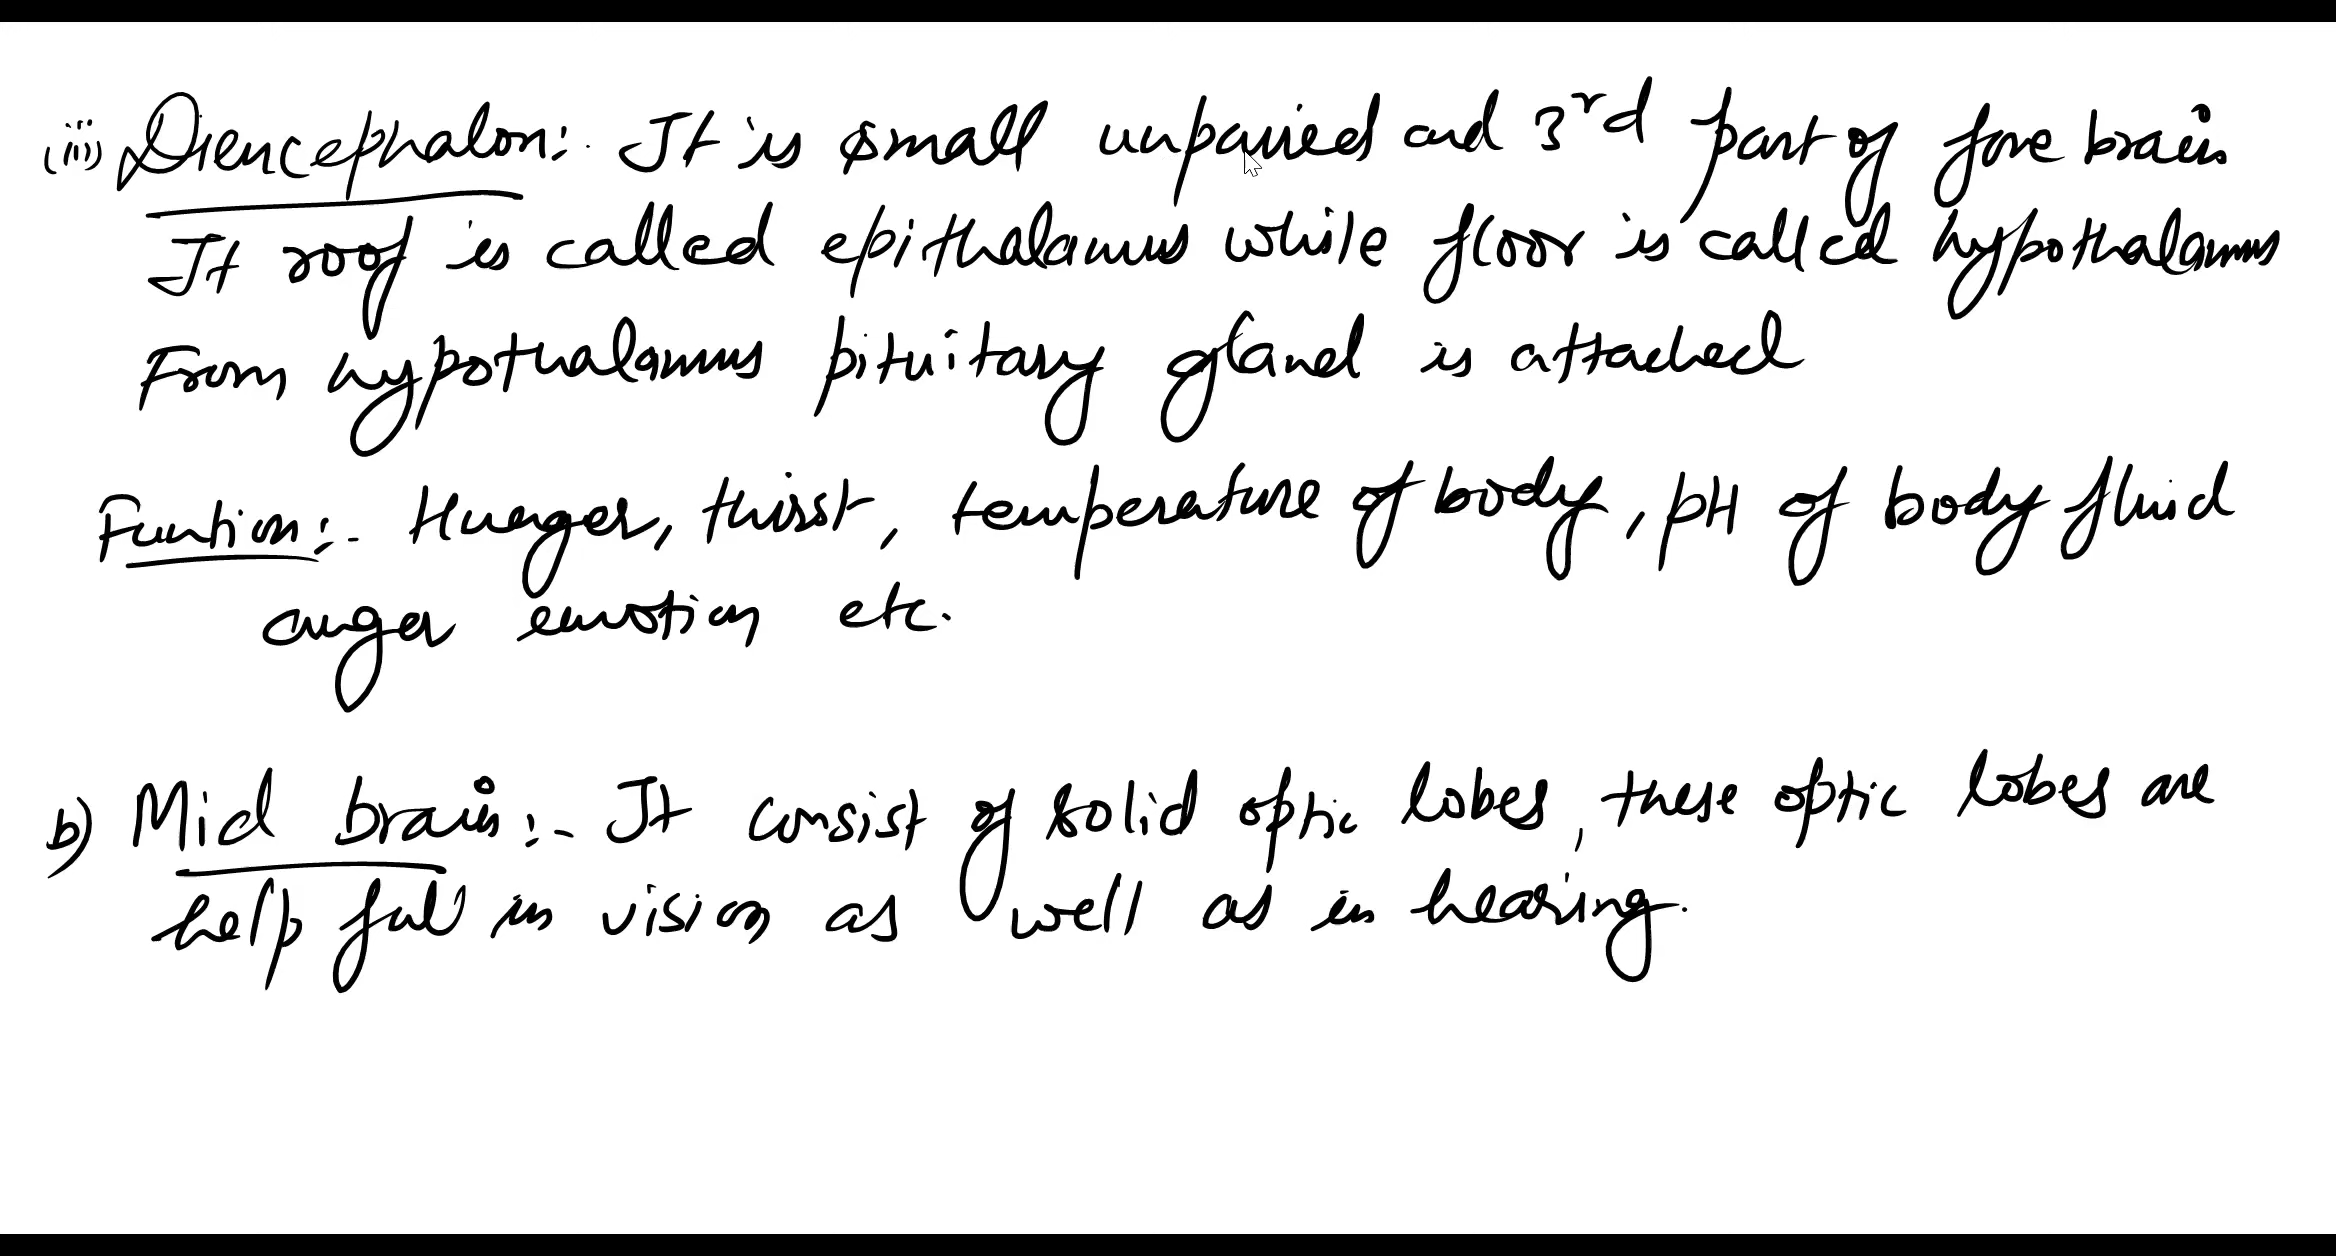 (iii) Diencephalon:- It is small unpaired and 3rd part of fore brain
It roof is called epithalamus while floor is called hypothalamus
From hypothalamus pituitary gland is attached
Function:- Hunger, thirst, temperature of body, pH of body fluid
anger emotion etc.
b) Mid brain:- It consist of solid optic lobes, these optic lobes are
help ful in vision as well as in hearing.